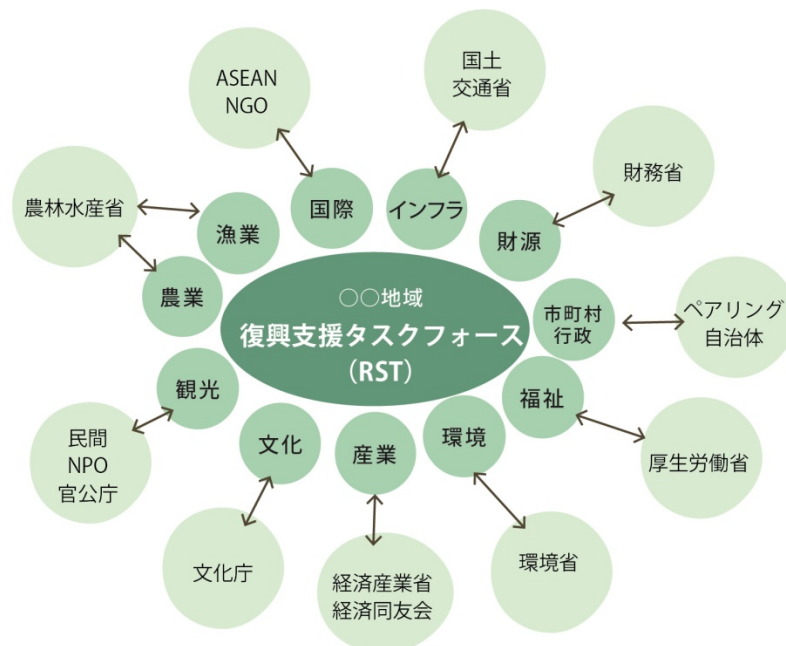 ASEAN
NGO
国土
交通省
財務省
農林水産省
漁業
国際
インフラ
財源
農業
○○地域
復興支援タスクフォース
（RST）
市町村
行政
ペアリング
自治体
観光
福祉
民間
NPO
官公庁
文化
産業
環境
厚生労働省
文化庁
経済産業省
経済同友会
環境省